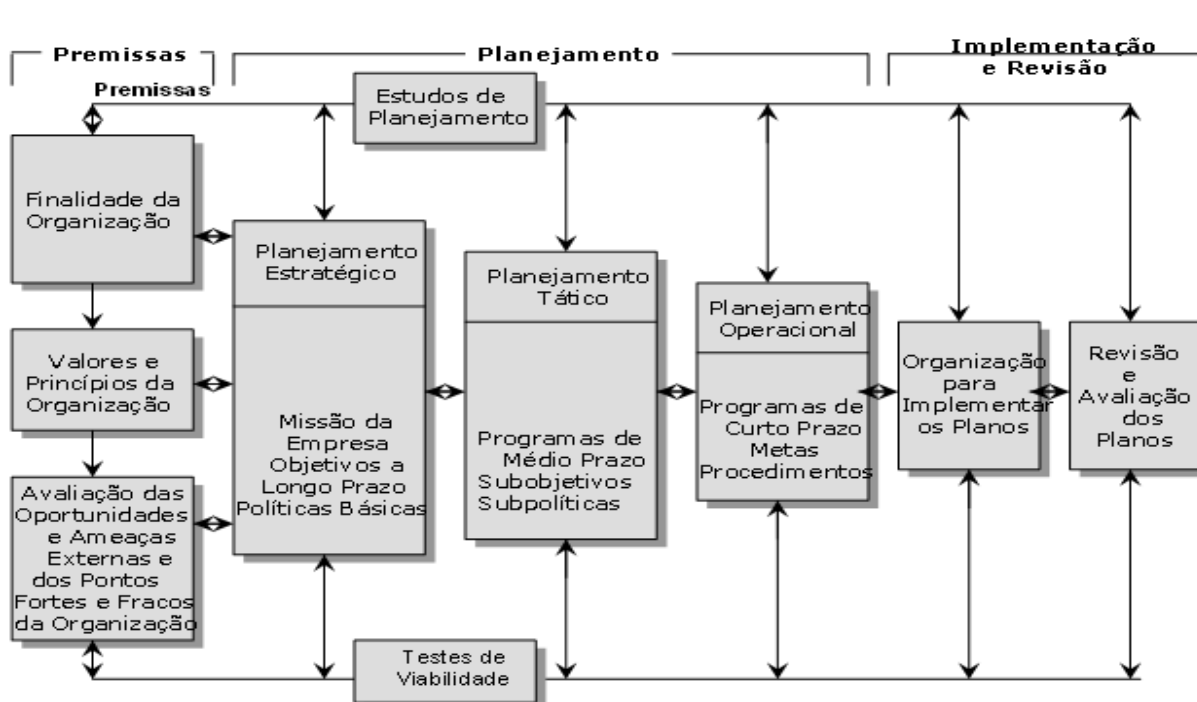 Premissas
Planejamento
Implementação
e Revisão
Premissas
Estudos de
Planejamento
Finalidade da
Organização
Valores e
Princípios da
Organização
Avaliação das
Oportunidades
e Ameaças
Externas e
dos Pontos
Fortes e Fracos
da Organização
Planejamento
Estratégico
Missão da
Empresa
Objetivos a
Longo Prazo
Políticas Básicas
Planejamento
Tático
Programas de
Médio Prazo
Subobjetivos
Subpolíticas
Planejamento
Operacional
Programas de
Curto Prazo
Metas
Procedimentos
Organização
para
Implementar
os Planos
Revisão
e
Avaliação
dos
Planos
Testes de
Viabilidade